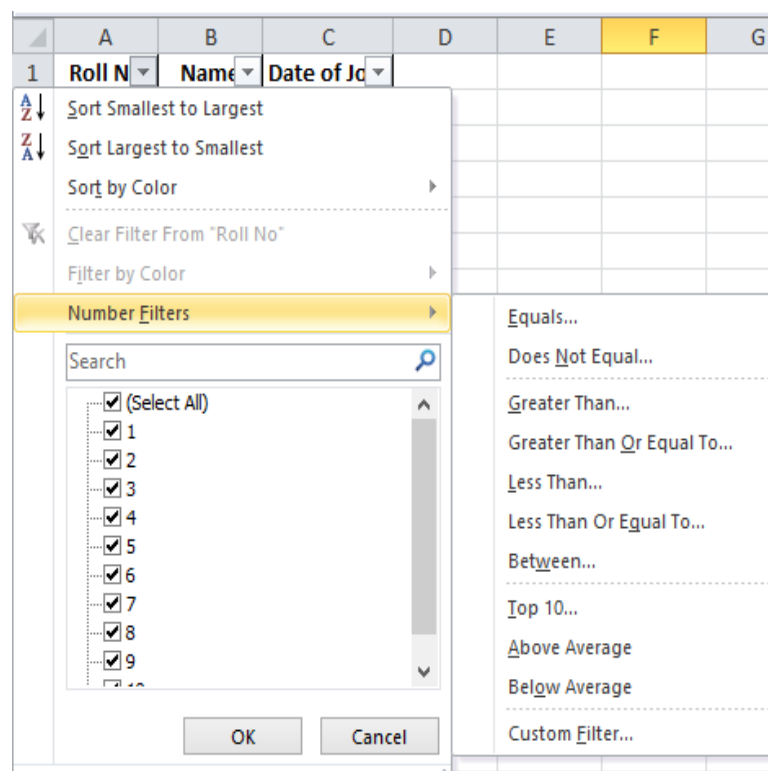 A B C D E F G
1 Roll N Name Date of Jo
Sort Smallest to Largest
Sort Largest to Smallest
Sort by Color
Clear Filter From "Roll No"
Filter by Color
Number Filters
Search
(Select All)
1
2
3
4
5
6
7
8
9
OK Cancel
Equals...
Does Not Equal...
Greater Than...
Greater Than Or Equal To...
Less Than...
Less Than Or Equal To...
Between...
Top 10...
Above Average
Below Average
Custom Filter...